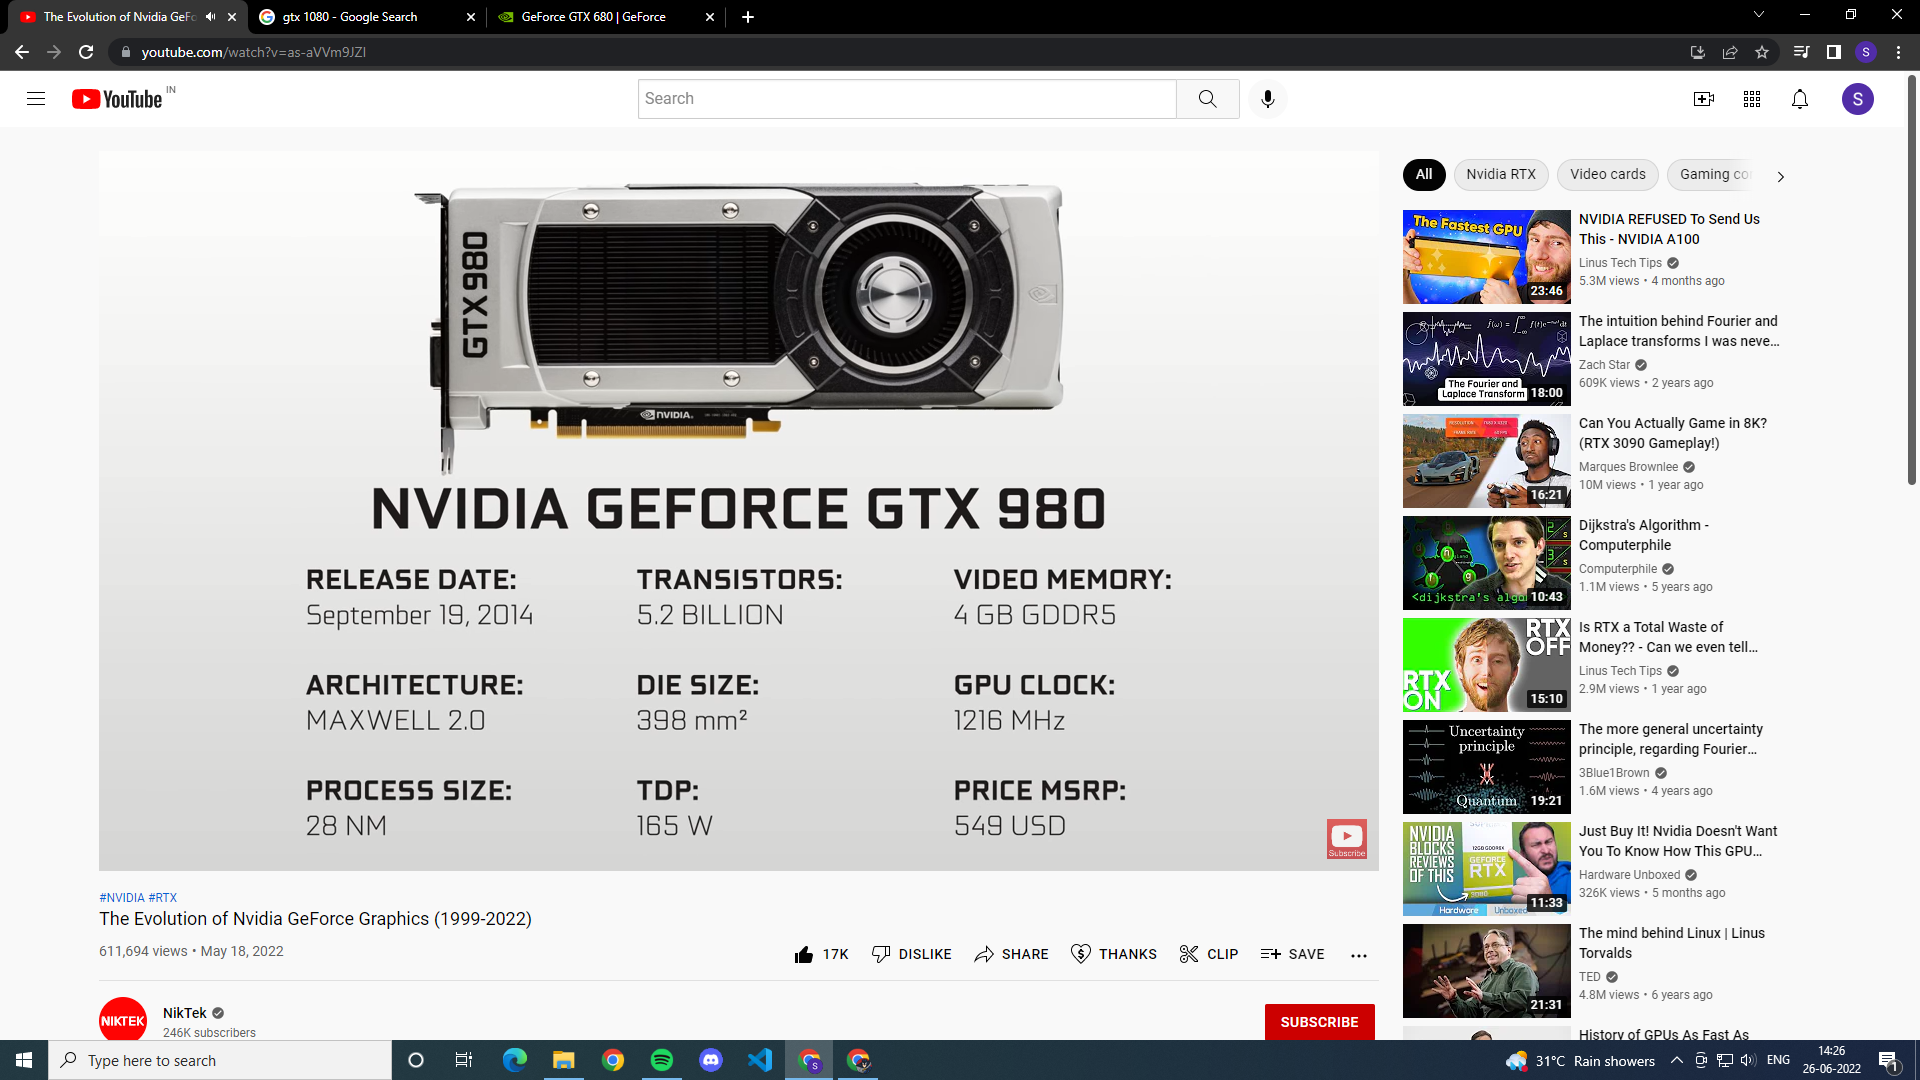 The Evolution of Nvidia GeFo
gtx 1080 - Google Search
GeForce GTX 680 | GeForce
youtube.com/watch?v=as-aVVm9JZI
S
YouTube IN
Search
S
GTX 980
NVIDIA
NVIDIA GEFORCE GTX 980
RELEASE DATE: TRANSISTORS: VIDEO MEMORY:
September 19, 2014 5.2 BILLION 4 GB GDDR5
ARCHITECTURE: DIE SIZE: GPU CLOCK:
MAXWELL 2.0 398 mm² 1216 MHz
PROCESS SIZE: TDP: PRICE MSRP:
28 NM 165 W 549 USD
Subscribe
#NVIDIA #RTX
The Evolution of Nvidia GeForce Graphics (1999-2022)
611,694 views • May 18, 2022
17K DISLIKE SHARE THANKS CLIP SAVE
NIKTEK
NikTek
246K subscribers
SUBSCRIBE
All Nvidia RTX Video cards Gaming co
The Fastest GPU
23:46
NVIDIA REFUSED To Send Us
This - NVIDIA A100
Linus Tech Tips
5.3M views • 4 months ago
The Fourier and
Laplace Transform
18:00
The intuition behind Fourier and
Laplace transforms I was neve...
Zach Star
609K views • 2 years ago
16:21
Can You Actually Game in 8K?
(RTX 3090 Gameplay!)
Marques Brownlee
10M views • 1 year ago
<dijkstra's algo
10:43
Dijkstra's Algorithm -
Computerphile
Computerphile
1.1M views • 5 years ago
RTX
OFF
RTX
ON
15:10
Is RTX a Total Waste of
Money?? - Can we even tell...
Linus Tech Tips
2.9M views • 1 year ago
Uncertainty
principle
Quantum
19:21
The more general uncertainty
principle, regarding Fourier...
3Blue1Brown
1.6M views • 4 years ago
NVIDIA
BLOCKS
REVIEWS
OF THIS
GEFORCE
RTX
Hardware Unboxed
11:33
Just Buy It! Nvidia Doesn't Want
You To Know How This GPU...
Hardware Unboxed
326K views • 5 months ago
21:31
The mind behind Linux | Linus
Torvalds
TED
4.8M views • 6 years ago
History of GPUs As Fast As
Type here to search
31°C Rain showers
ENG
14:26
26-06-2022
1